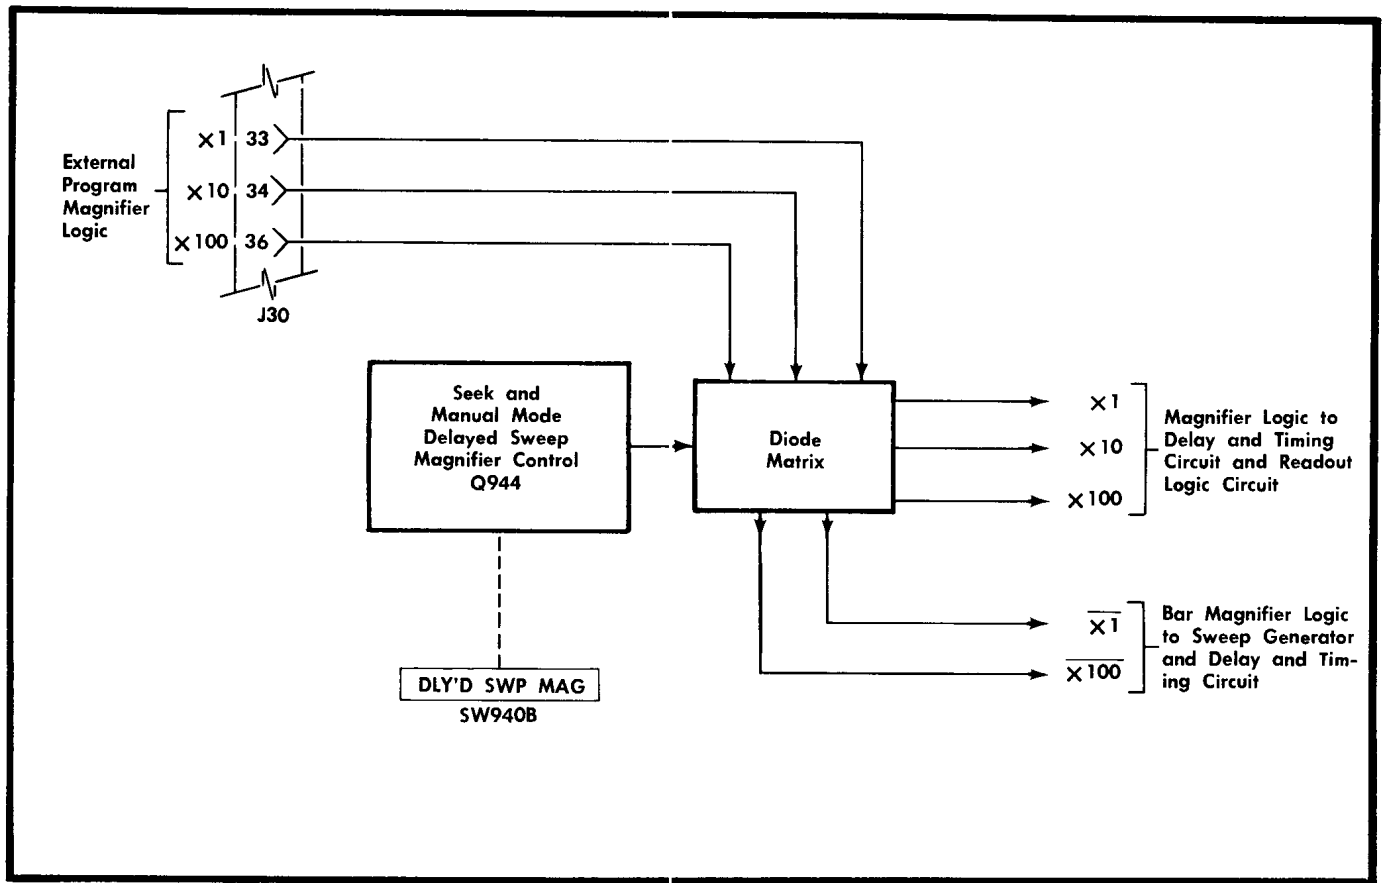 External
Program
Magnifier
Logic
×1 33
×10 34
×100 36
J30
Seek and
Manual Mode
Delayed Sweep
Magnifier Control
Q944
Diode
Matrix
×1
×10
×100
Magnifier Logic to
Delay and Timing
Circuit and Readout
Logic Circuit
×1
×100
Bar Magnifier Logic
to Sweep Generator
and Delay and Tim-
ing Circuit
DLY'D SWP MAG
SW940B